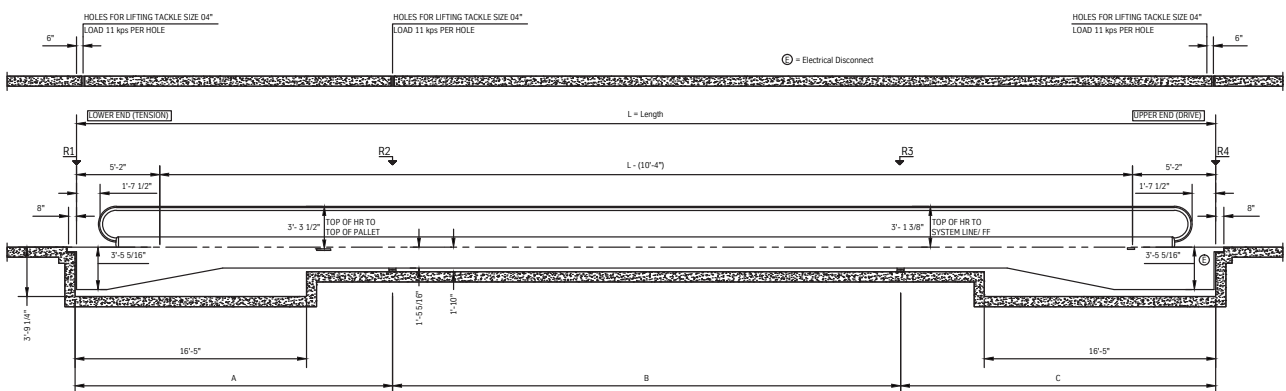 HOLES FOR LIFTING TACKLE SIZE 04"
LOAD 11 kps PER HOLE
HOLES FOR LIFTING TACKLE SIZE 04"
LOAD 11 kps PER HOLE
HOLES FOR LIFTING TACKLE SIZE 04"
LOAD 11 kps PER HOLE
6"
6"
Ⓔ = Electrical Disconnect
LOWER END (TENSION)
L = Length
UPPER END (DRIVE)
R1
R2
R3
R4
5'-2"
L - (10'-4")
5'-2"
1'-7 1/2"
1'-7 1/2"
8"
8"
3'- 3 1/2"
TOP OF HR TO
TOP OF PALLET
3'- 1 3/8"
TOP OF HR TO
SYSTEM LINE/ FF
3'-5 5/16"
3'-5 5/16"
E
3'-9 1/4"
1'-5 5/16"
1'-10"
16'-5"
16'-5"
A
B
C